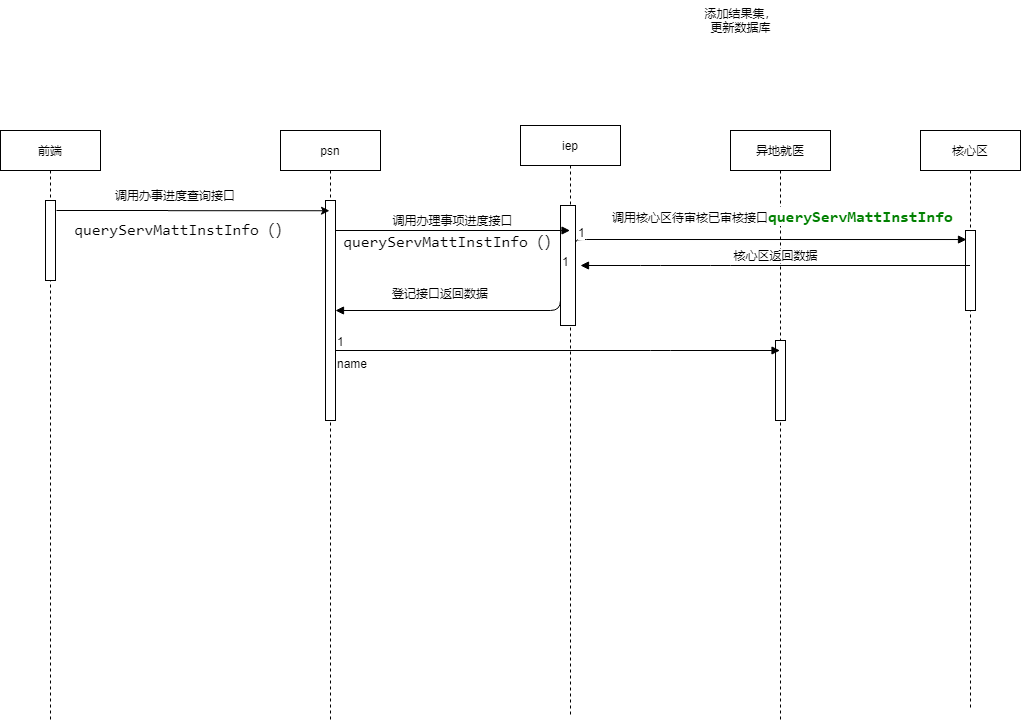 添加结果集，
更新数据库
前端
psn
iep
异地就医
核心区
调用办事进度查询接口
queryServMattInstInfo（）
调用办理事项进度接口
queryServMattInstInfo（）
调用核心区待审核已审核接口queryServMattInstInfo
1
核心区返回数据
1
登记接口返回数据
1
name